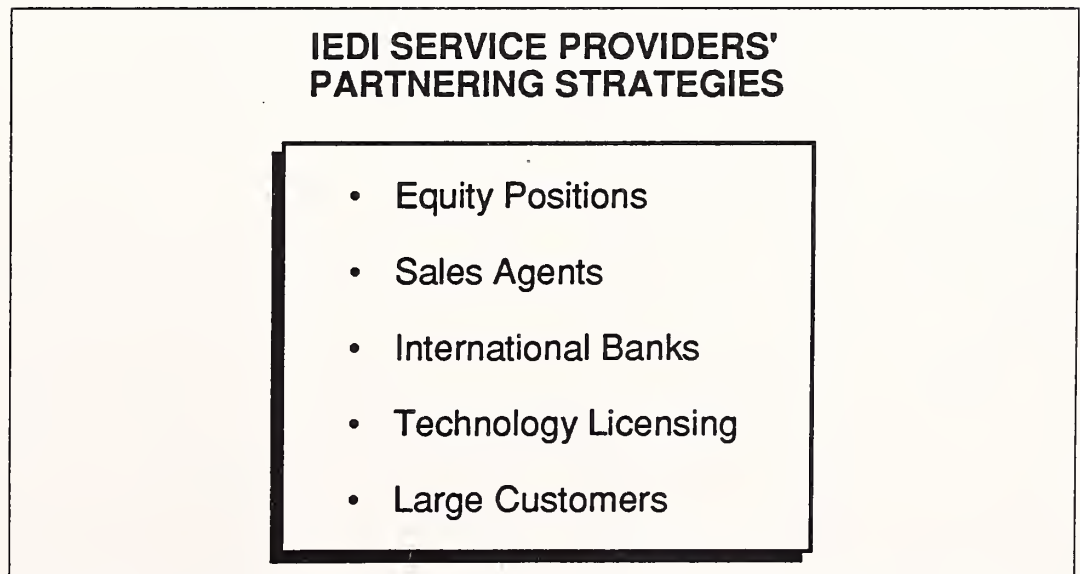 IEDI SERVICE PROVIDERS'
PARTNERING STRATEGIES
• Equity Positions
• Sales Agents
• International Banks
• Technology Licensing
• Large Customers